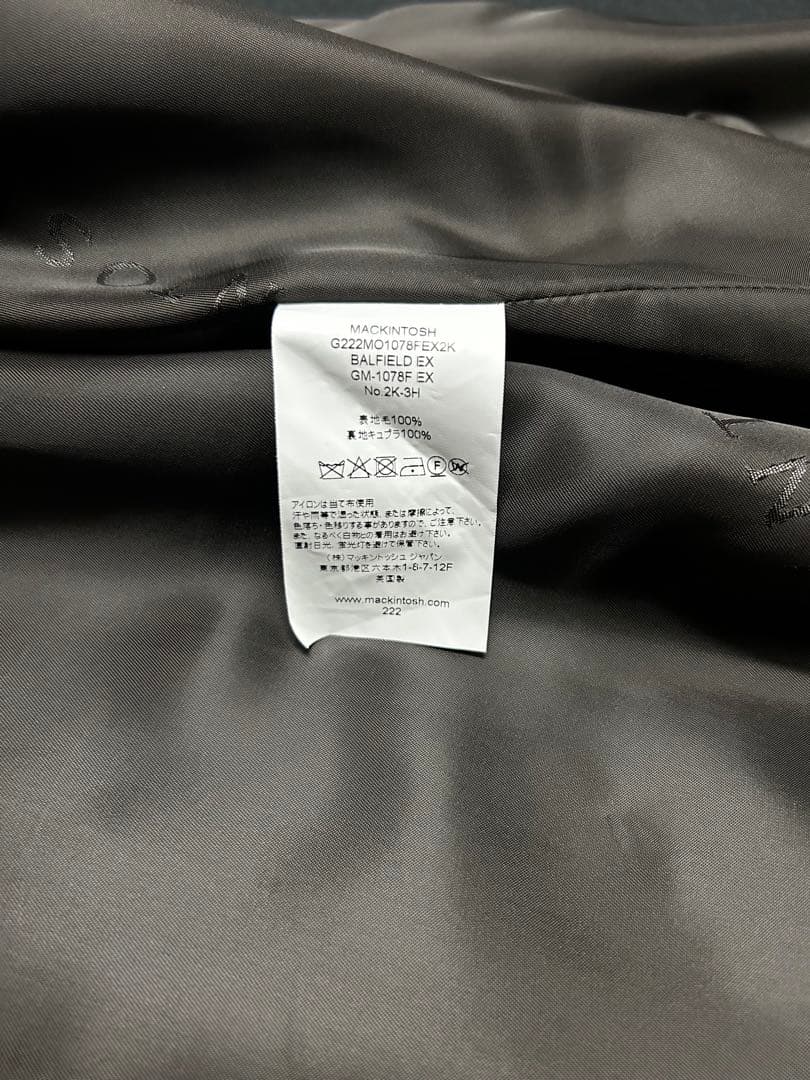 MACKINTOSH
G222MO1078FEX2K
BALFIELD EX
GM-1078F EX
No.2K-3H
表地毛100%
裏地キュプラ100%
アイロンは当て布使用
汗や雨等で湿った状態、または摩擦によって、
色落ち・色移りする事がありますので、ご注意下さい。
また、なるべく白物との着用はお避け下さい。
直射日光、蛍光灯を避けて保管下さい。
(株)マッキントッシュ ジャパン
東京都港区六本木1-8-7-12F
英国製
www.mackintosh.com
222